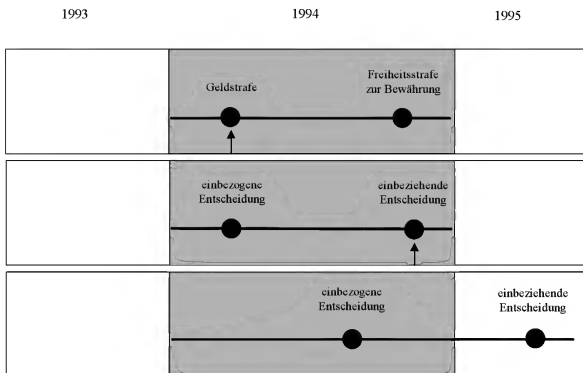 1993 1994 1995
Geldstrafe
Freiheitsstrafe
zur Bewährung
einbezogene
Entscheidung
einbeziehende
Entscheidung
einbezogene
Entscheidung
einbeziehende
Entscheidung